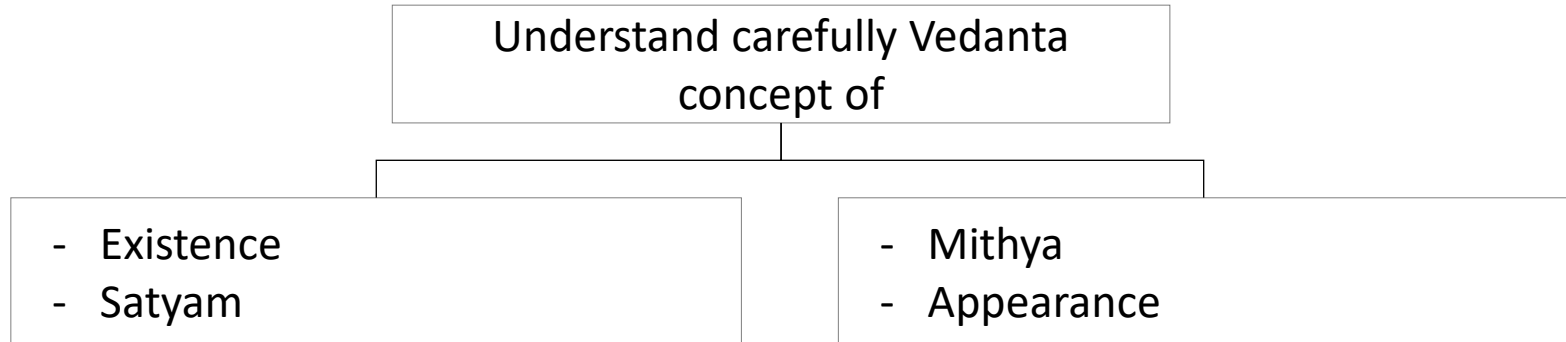 Understand carefully Vedanta
concept of
- Existence
- Satyam
- Mithya
- Appearance